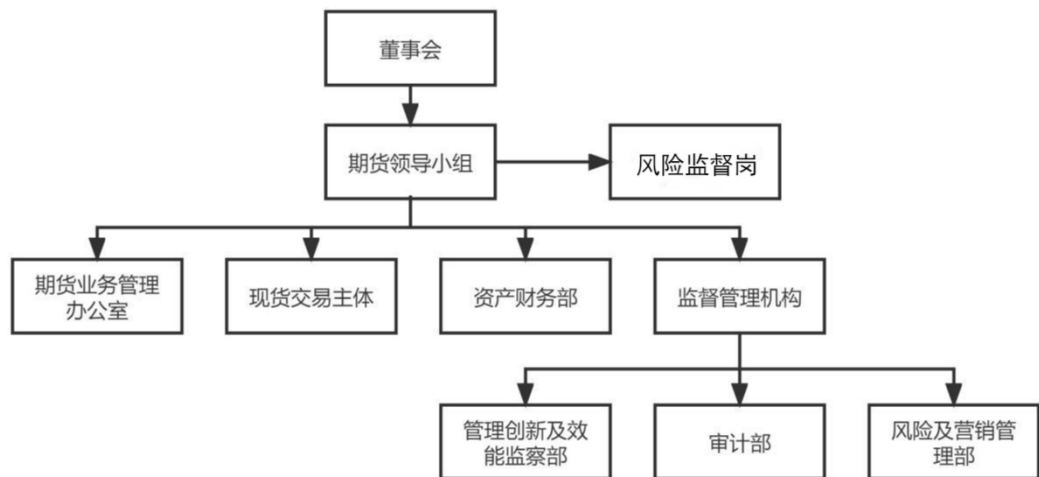 董事会
期货领导小组
风险监督岗
期货业务管理
办公室
现货交易主体
资产财务部
监督管理机构
管理创新及效
能监察部
审计部
风险及营销管
理部